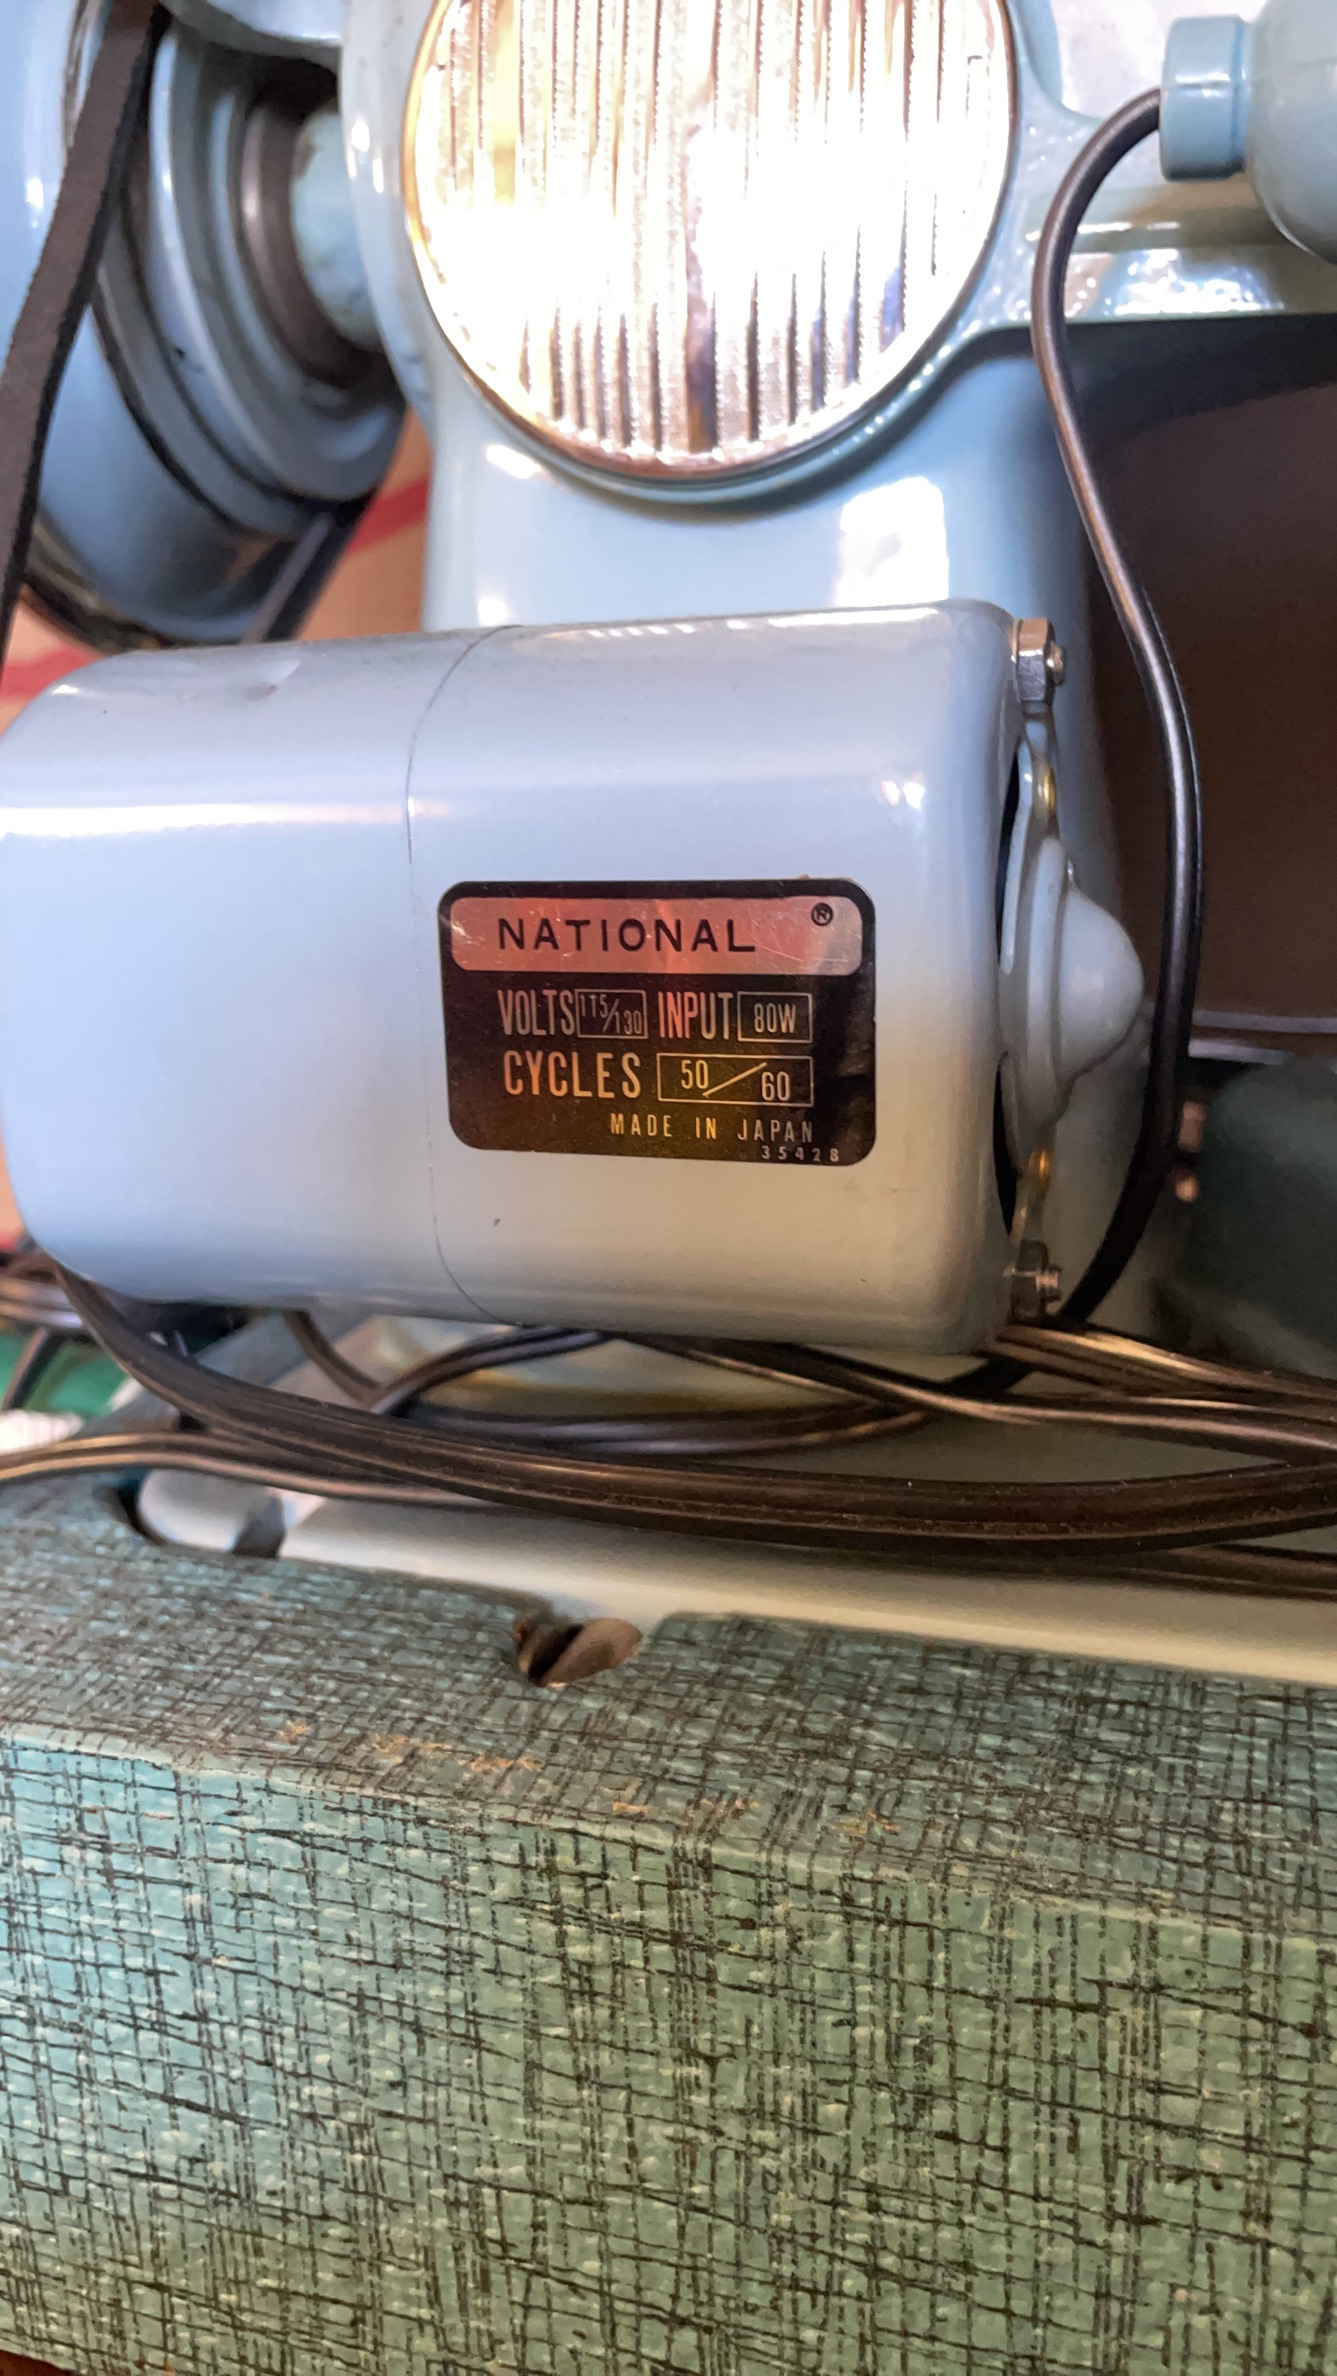 NATIONAL ®
VOLTS 115/130 INPUT 80W
CYCLES 50/60
MADE IN JAPAN
35428